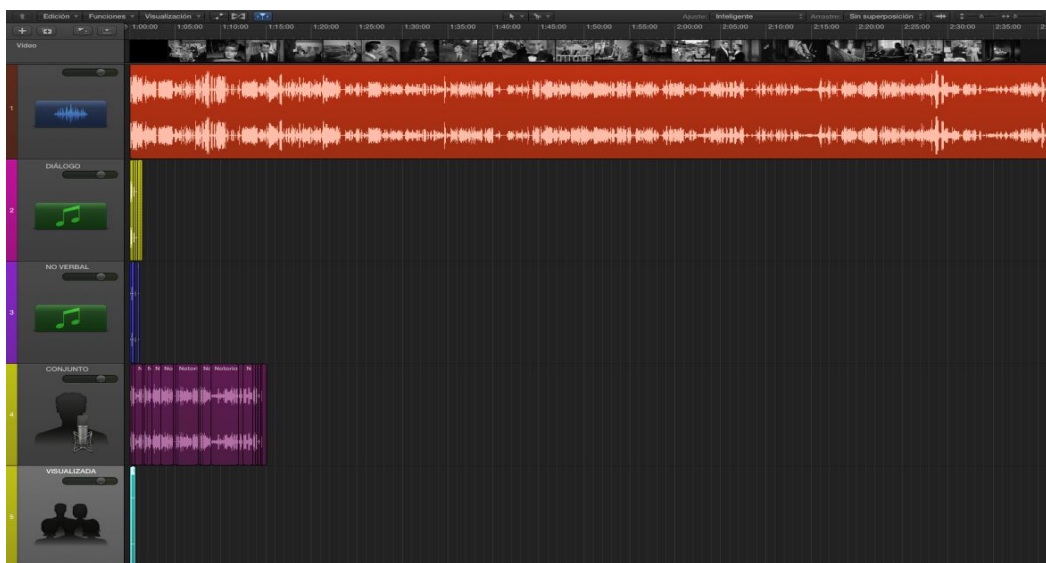 Edición Funciones Visualización Ajuste: Inteligente Arrastre: Sin superposición
1:00:00 1:05:00 1:10:00 1:15:00 1:20:00 1:25:00 1:30:00 1:35:00 1:40:00 1:45:00 1:50:00 1:55:00 2:00:00 2:05:00 2:10:00 2:15:00 2:20:00 2:25:00 2:30:00 2:35:00
Vídeo
1
DIÁLOGO
2
NO VERBAL
3
CONJUNTO
N N N No Notori No Notorio N
4
VISUALIZADA
5